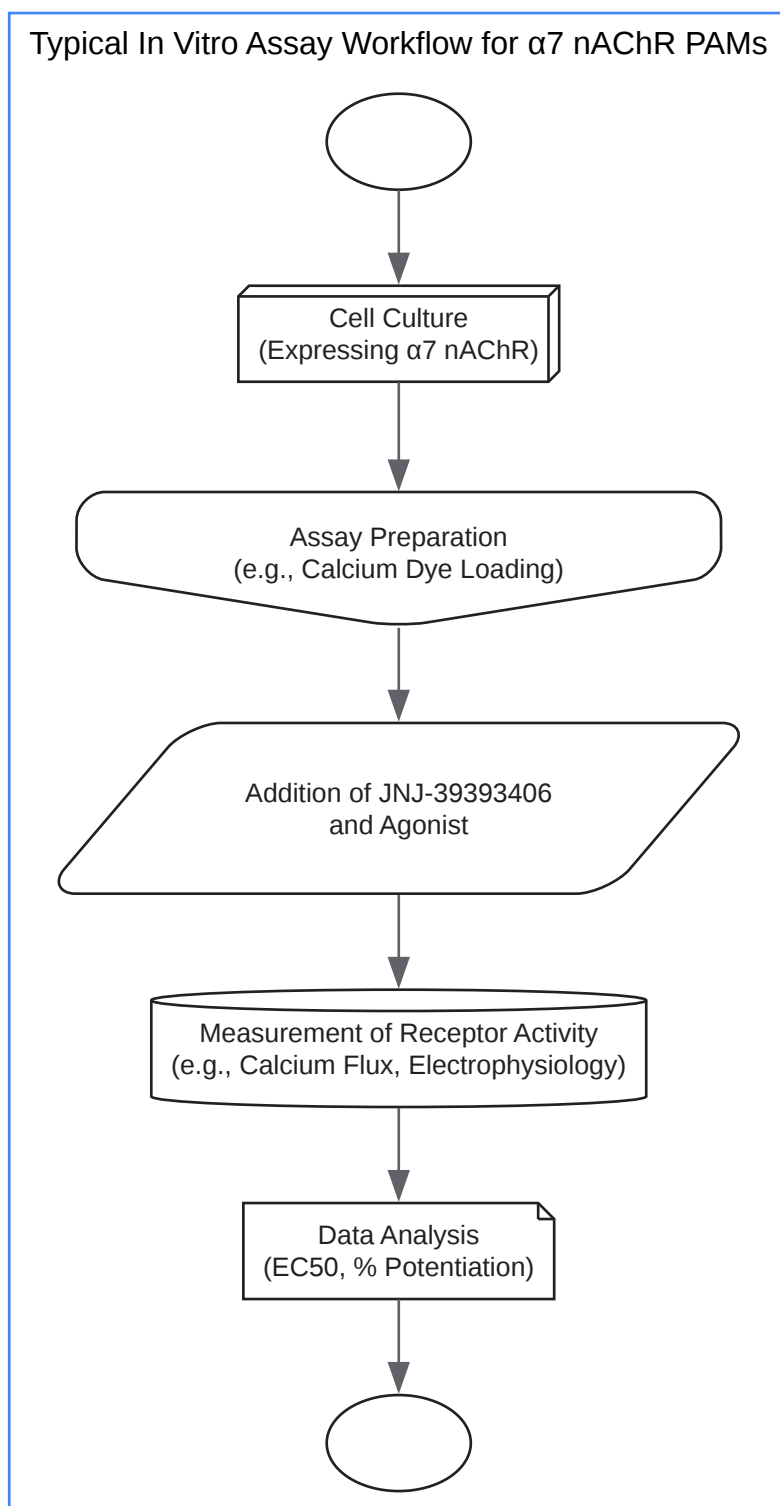 Typical In Vitro Assay Workflow for α7 nAChR PAMs
Cell Culture
(Expressing α7 nAChR)
Assay Preparation
(e.g., Calcium Dye Loading)
Addition of JNJ-39393406
and Agonist
Measurement of Receptor Activity
(e.g., Calcium Flux, Electrophysiology)
Data Analysis
(EC50, % Potentiation)